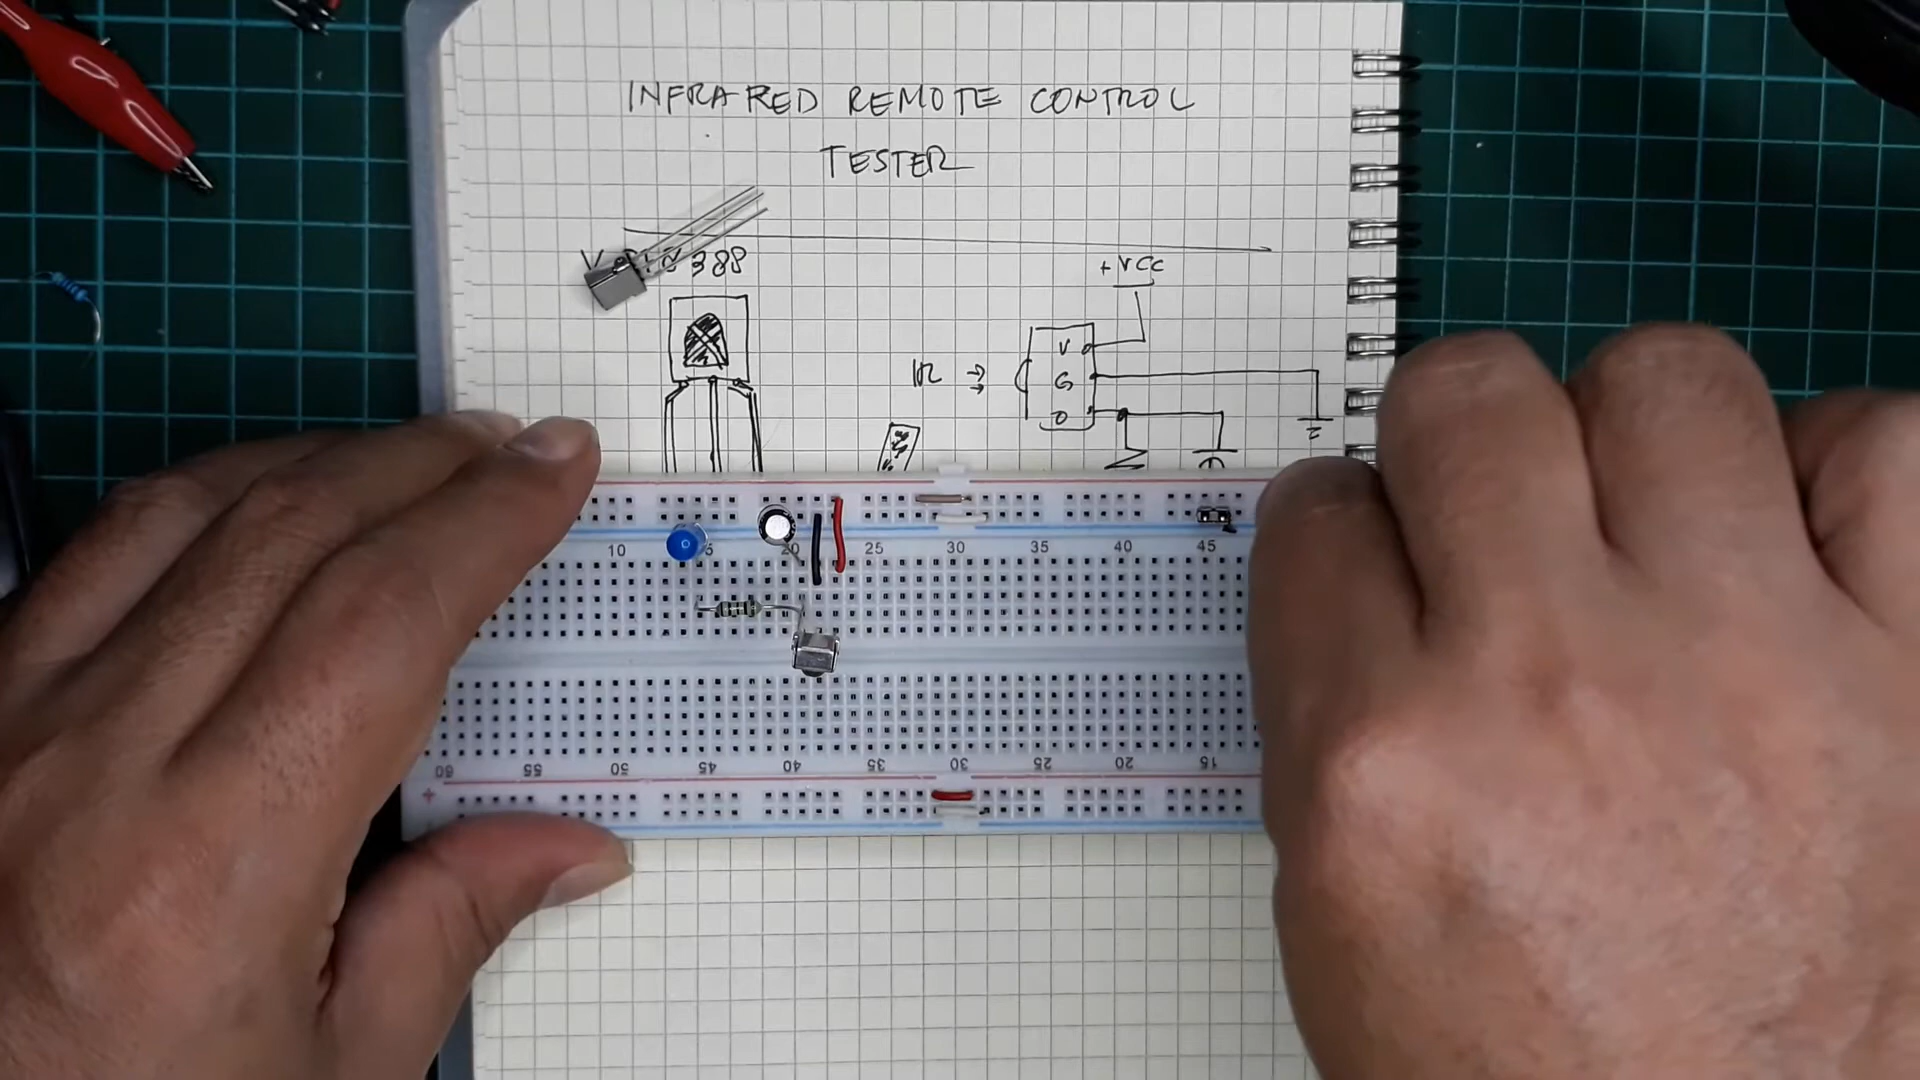 INFRARED REMOTE CONTROL
TESTER
388
+VCC
V
IR → G
O
10 20 25 30 35 40 45
60 55 50 45 40 35 30 25 20 15
+